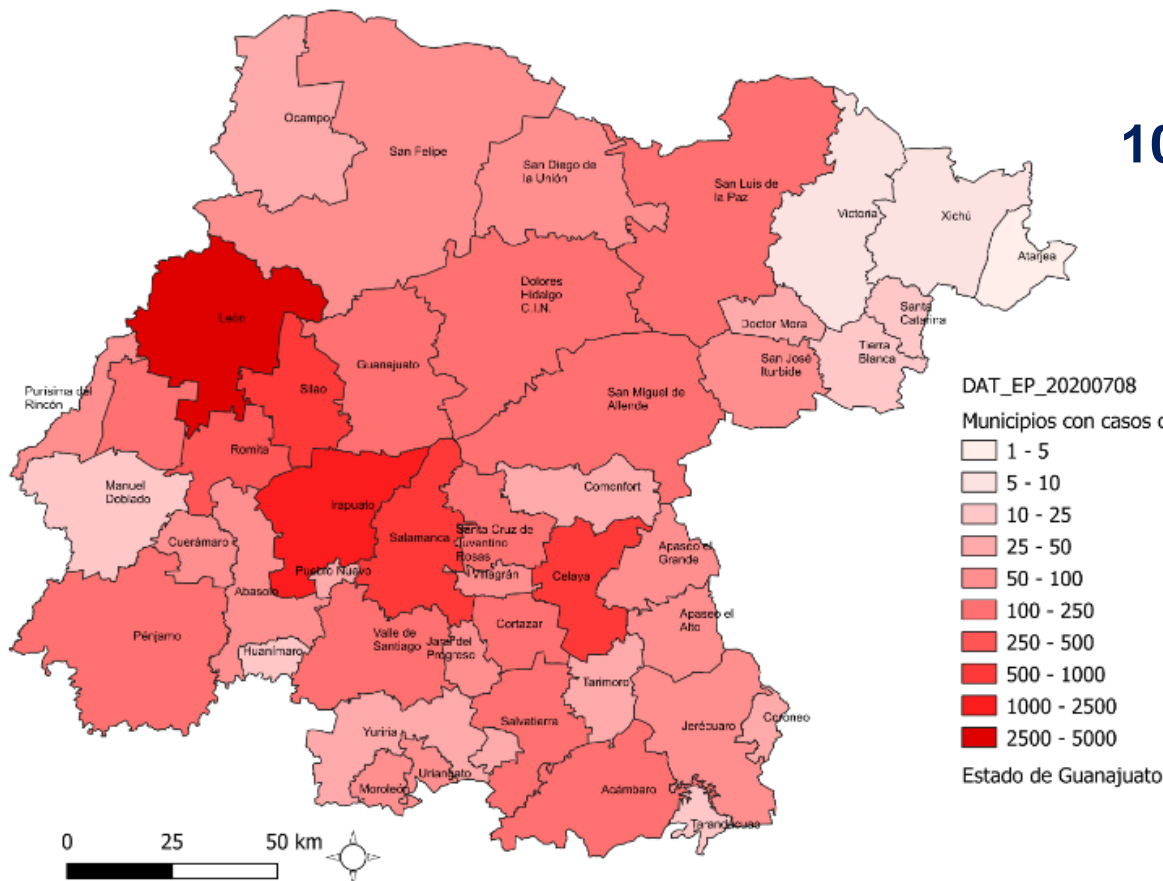 10
Ocampo
San Felipe
San Diego de
la Unión
San Luis de
la Paz
Victoria
Xichú
Atarjea
León
Dolores
Hidalgo
C.I.N.
Doctor Mora
Santa
Catarina
Tierra
Blanca
Guanajuato
San José
Iturbide
Silao
San Miguel de
Allende
Purísima del
Rincón
Romita
Manuel
Doblado
Irapuato
Comonfort
Salamanca
Santa Cruz de
Juventino
Rosas
Cuerámaro
Apaseo el
Grande
Pueblo Nuevo
Villagrán
Celaya
Abasolo
Apaseo el
Alto
Pénjamo
Valle de
Santiago
Jaral del
Progreso
Cortazar
Huanímaro
Tarimoro
Yuriria
Salvatierra
Jerécuaro
Coroneo
Moroleón
Uriangato
Acámbaro
Tarandacuao
DAT_EP_20200708
Municipios con casos
1 - 5
5 - 10
10 - 25
25 - 50
50 - 100
100 - 250
250 - 500
500 - 1000
1000 - 2500
2500 - 5000
Estado de Guanajuato
0 25 50 km